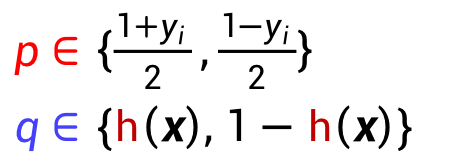 p ∈ {(1+yᵢ)/2, (1−yᵢ)/2}
q ∈ {h(x), 1 − h(x)}